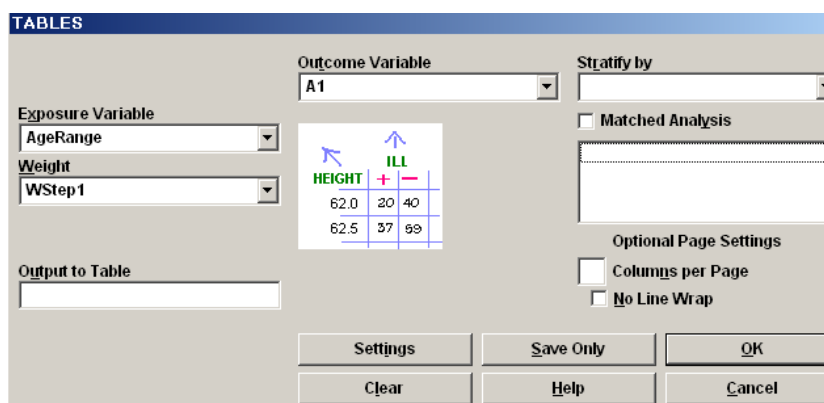 TABLES
Outcome Variable
A1
Stratify by
Exposure Variable
AgeRange
Matched Analysis
Weight
WStep1
ILL
HEIGHT + −
62.0 20 40
62.5 37 59
Optional Page Settings
Output to Table
Columns per Page
No Line Wrap
Settings
Save Only
OK
Clear
Help
Cancel